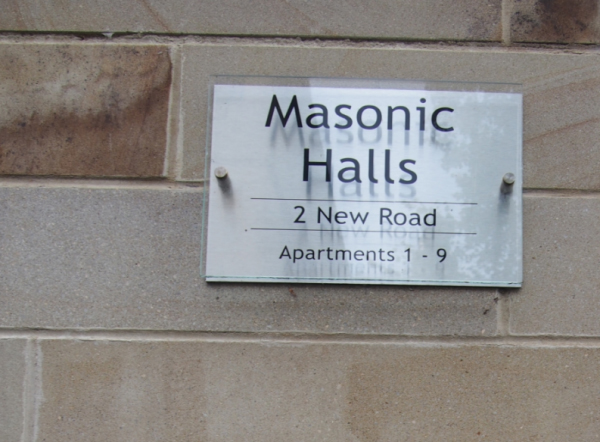 Masonic
Halls
2 New Road
Apartments 1 - 9